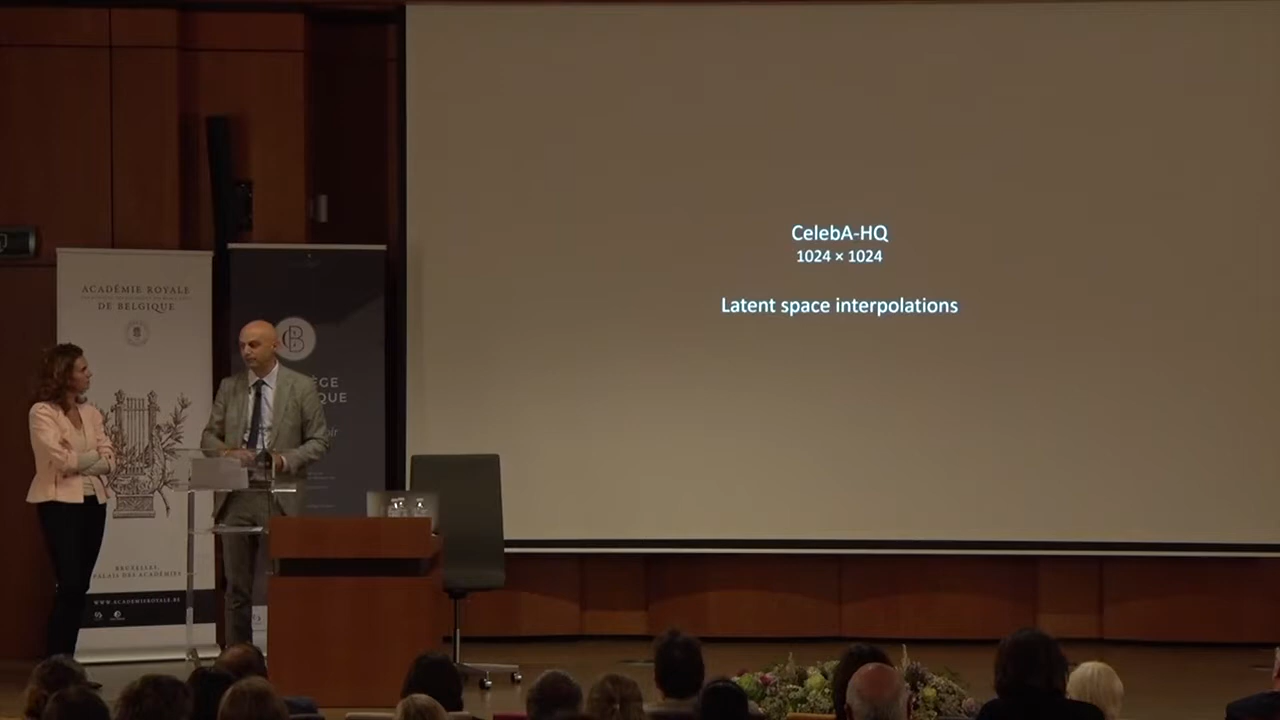 CelebA-HQ
1024 × 1024
Latent space interpolations
ACADÉMIE ROYALE
DE BELGIQUE
BRUXELLES,
PALAIS DES ACADÉMIES
WWW.ACADEMIEROYALE.BE